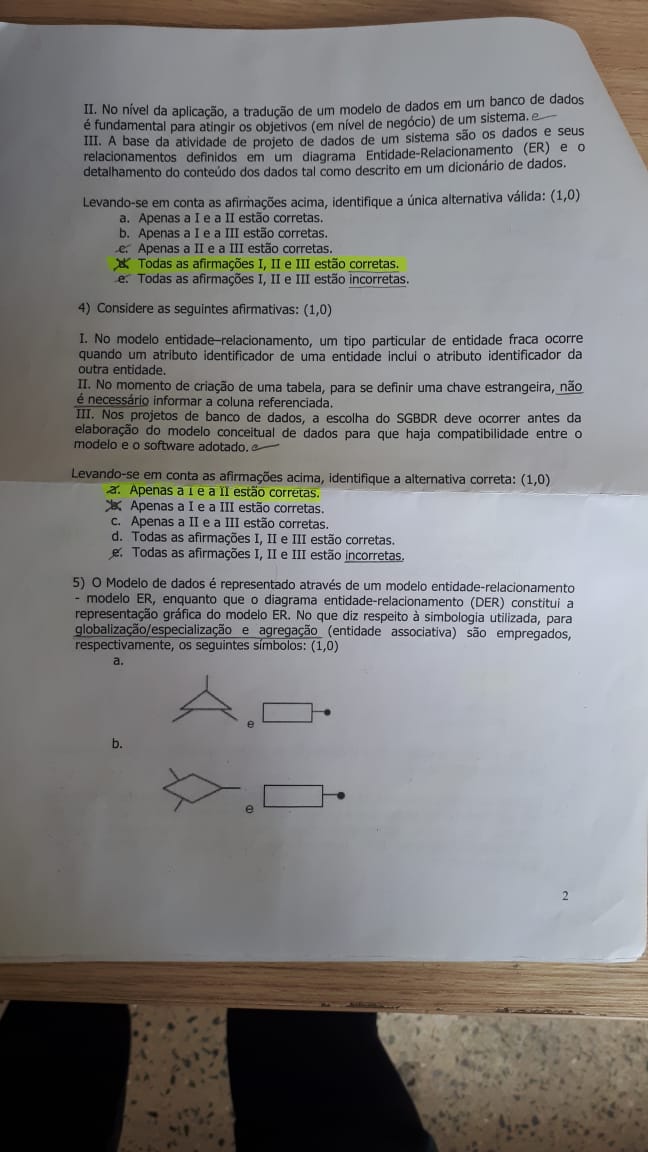 II. No nível da aplicação, a tradução de um modelo de dados em um banco de dados
é fundamental para atingir os objetivos (em nível de negócio) de um sistema.
III. A base da atividade de projeto de dados de um sistema são os dados e seus
relacionamentos definidos em um diagrama Entidade-Relacionamento (ER) e o
detalhamento do conteúdo dos dados tal como descrito em um dicionário de dados.
Levando-se em conta as afirmações acima, identifique a única alternativa válida: (1,0)
a. Apenas a I e a II estão corretas.
b. Apenas a I e a III estão corretas.
c. Apenas a II e a III estão corretas.
Todas as afirmações I, II e III estão corretas.
e. Todas as afirmações I, II e III estão incorretas.
4) Considere as seguintes afirmativas: (1,0)
I. No modelo entidade–relacionamento, um tipo particular de entidade fraca ocorre
quando um atributo identificador de uma entidade inclui o atributo identificador da
outra entidade.
II. No momento de criação de uma tabela, para se definir uma chave estrangeira, não
é necessário informar a coluna referenciada.
III. Nos projetos de banco de dados, a escolha do SGBDR deve ocorrer antes da
elaboração do modelo conceitual de dados para que haja compatibilidade entre o
modelo e o software adotado.
Levando-se em conta as afirmações acima, identifique a alternativa correta: (1,0)
a. Apenas a I e a II estão corretas.
b. Apenas a I e a III estão corretas.
c. Apenas a II e a III estão corretas.
d. Todas as afirmações I, II e III estão corretas.
e. Todas as afirmações I, II e III estão incorretas.
5) O Modelo de dados é representado através de um modelo entidade-relacionamento
- modelo ER, enquanto que o diagrama entidade-relacionamento (DER) constitui a
representação gráfica do modelo ER. No que diz respeito à simbologia utilizada, para
globalização/especialização e agregação (entidade associativa) são empregados,
respectivamente, os seguintes símbolos: (1,0)
a.
e
b.
e
2